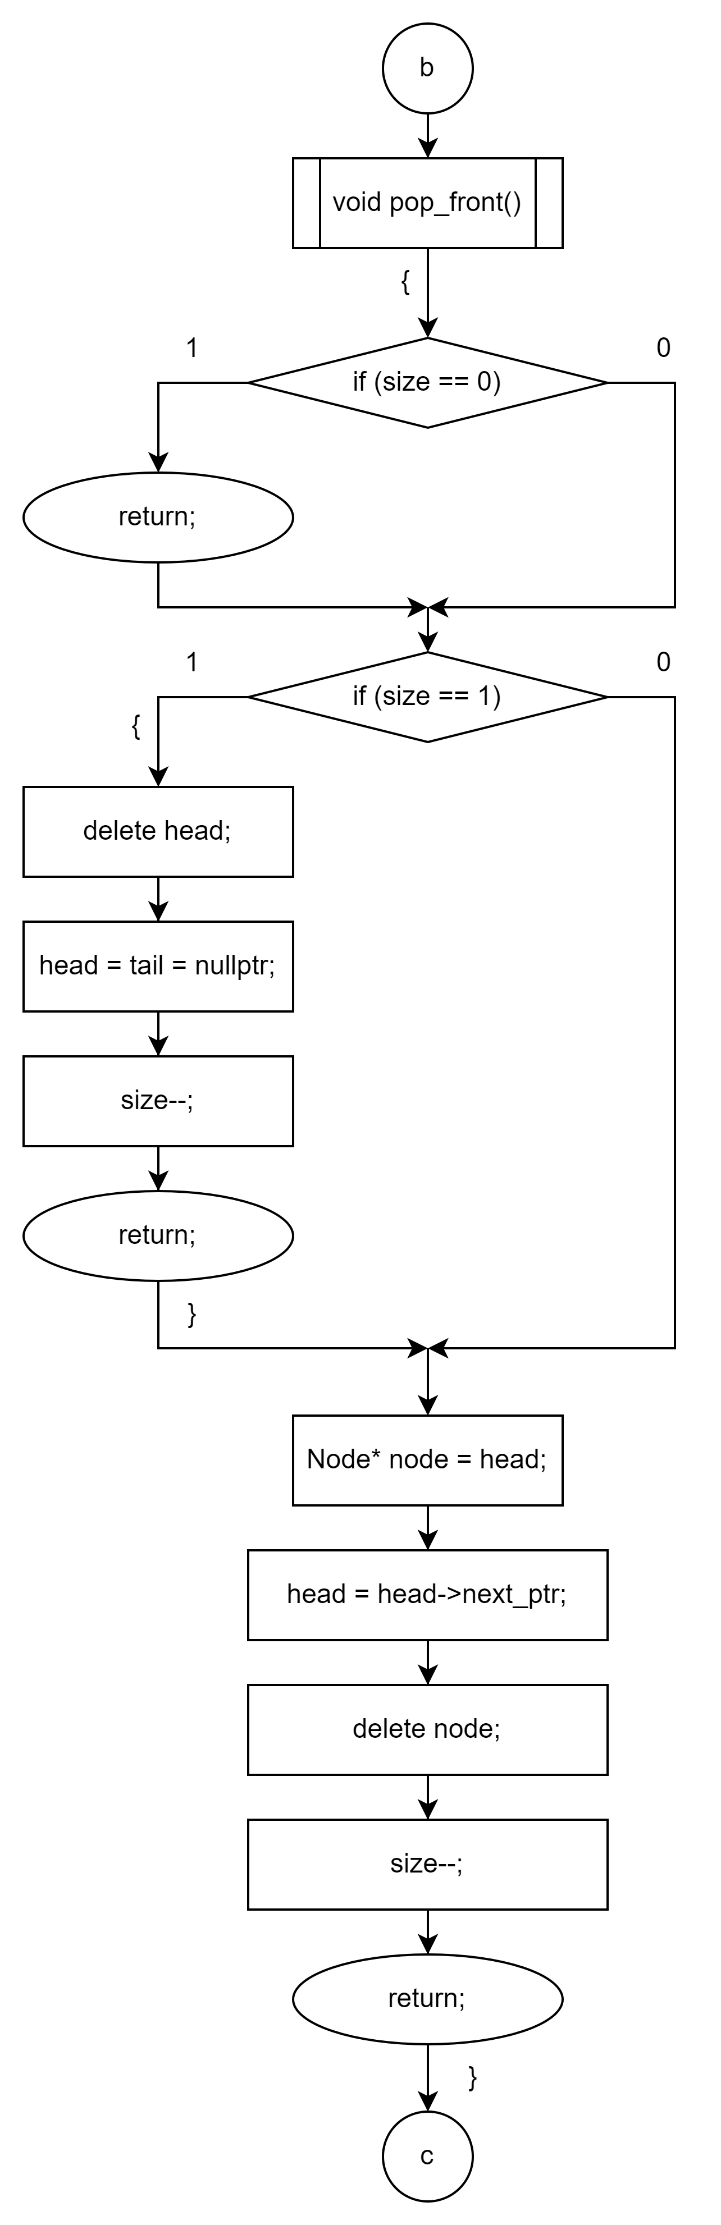 b
void pop_front()
{
1
0
if (size == 0)
return;
1
0
if (size == 1)
{
delete head;
head = tail = nullptr;
size--;
return;
}
Node* node = head;
head = head->next_ptr;
delete node;
size--;
return;
}
c